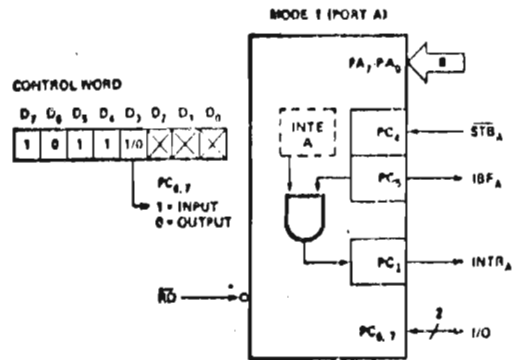 MODE 1 (PORT A)
CONTROL WORD
D7 D6 D5 D4 D3 D2 D1 D0
1 0 1 1 1/0 X X X
PC6,7
1 = INPUT
0 = OUTPUT
RD
PA7-PA0
8
INTE
A
PC4
STBA
PC5
IBFA
PC3
INTRA
PC6,7
2
I/O